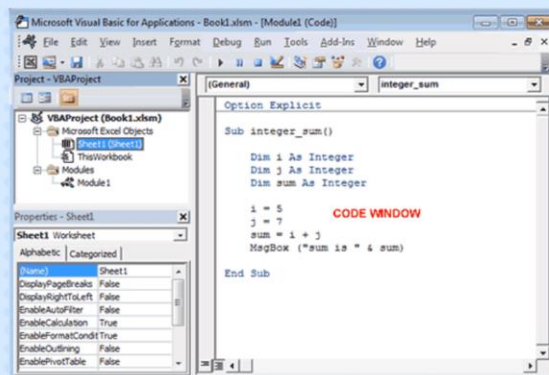 Microsoft Visual Basic for Applications - Book1.xlsm - [Module1 (Code)]
File Edit View Insert Format Debug Run Tools Add-Ins Window Help
Project - VBAProject
VBAProject (Book1.xlsm)
Microsoft Excel Objects
Sheet1 (Sheet1)
ThisWorkbook
Modules
Module1
Properties - Sheet1
Sheet1 Worksheet
Alphabetic Categorized
(Name) Sheet1
DisplayPageBreaks False
DisplayRightToLeft False
EnableAutoFilter False
EnableCalculation True
EnableFormatCondit True
EnableOutlining False
EnablePivotTable False
(General) integer_sum
Option Explicit
Sub integer_sum()
Dim i As Integer
Dim j As Integer
Dim sum As Integer
i = 5
j = 7
sum = i + j
MsgBox ("sum is " & sum)
End Sub
CODE WINDOW